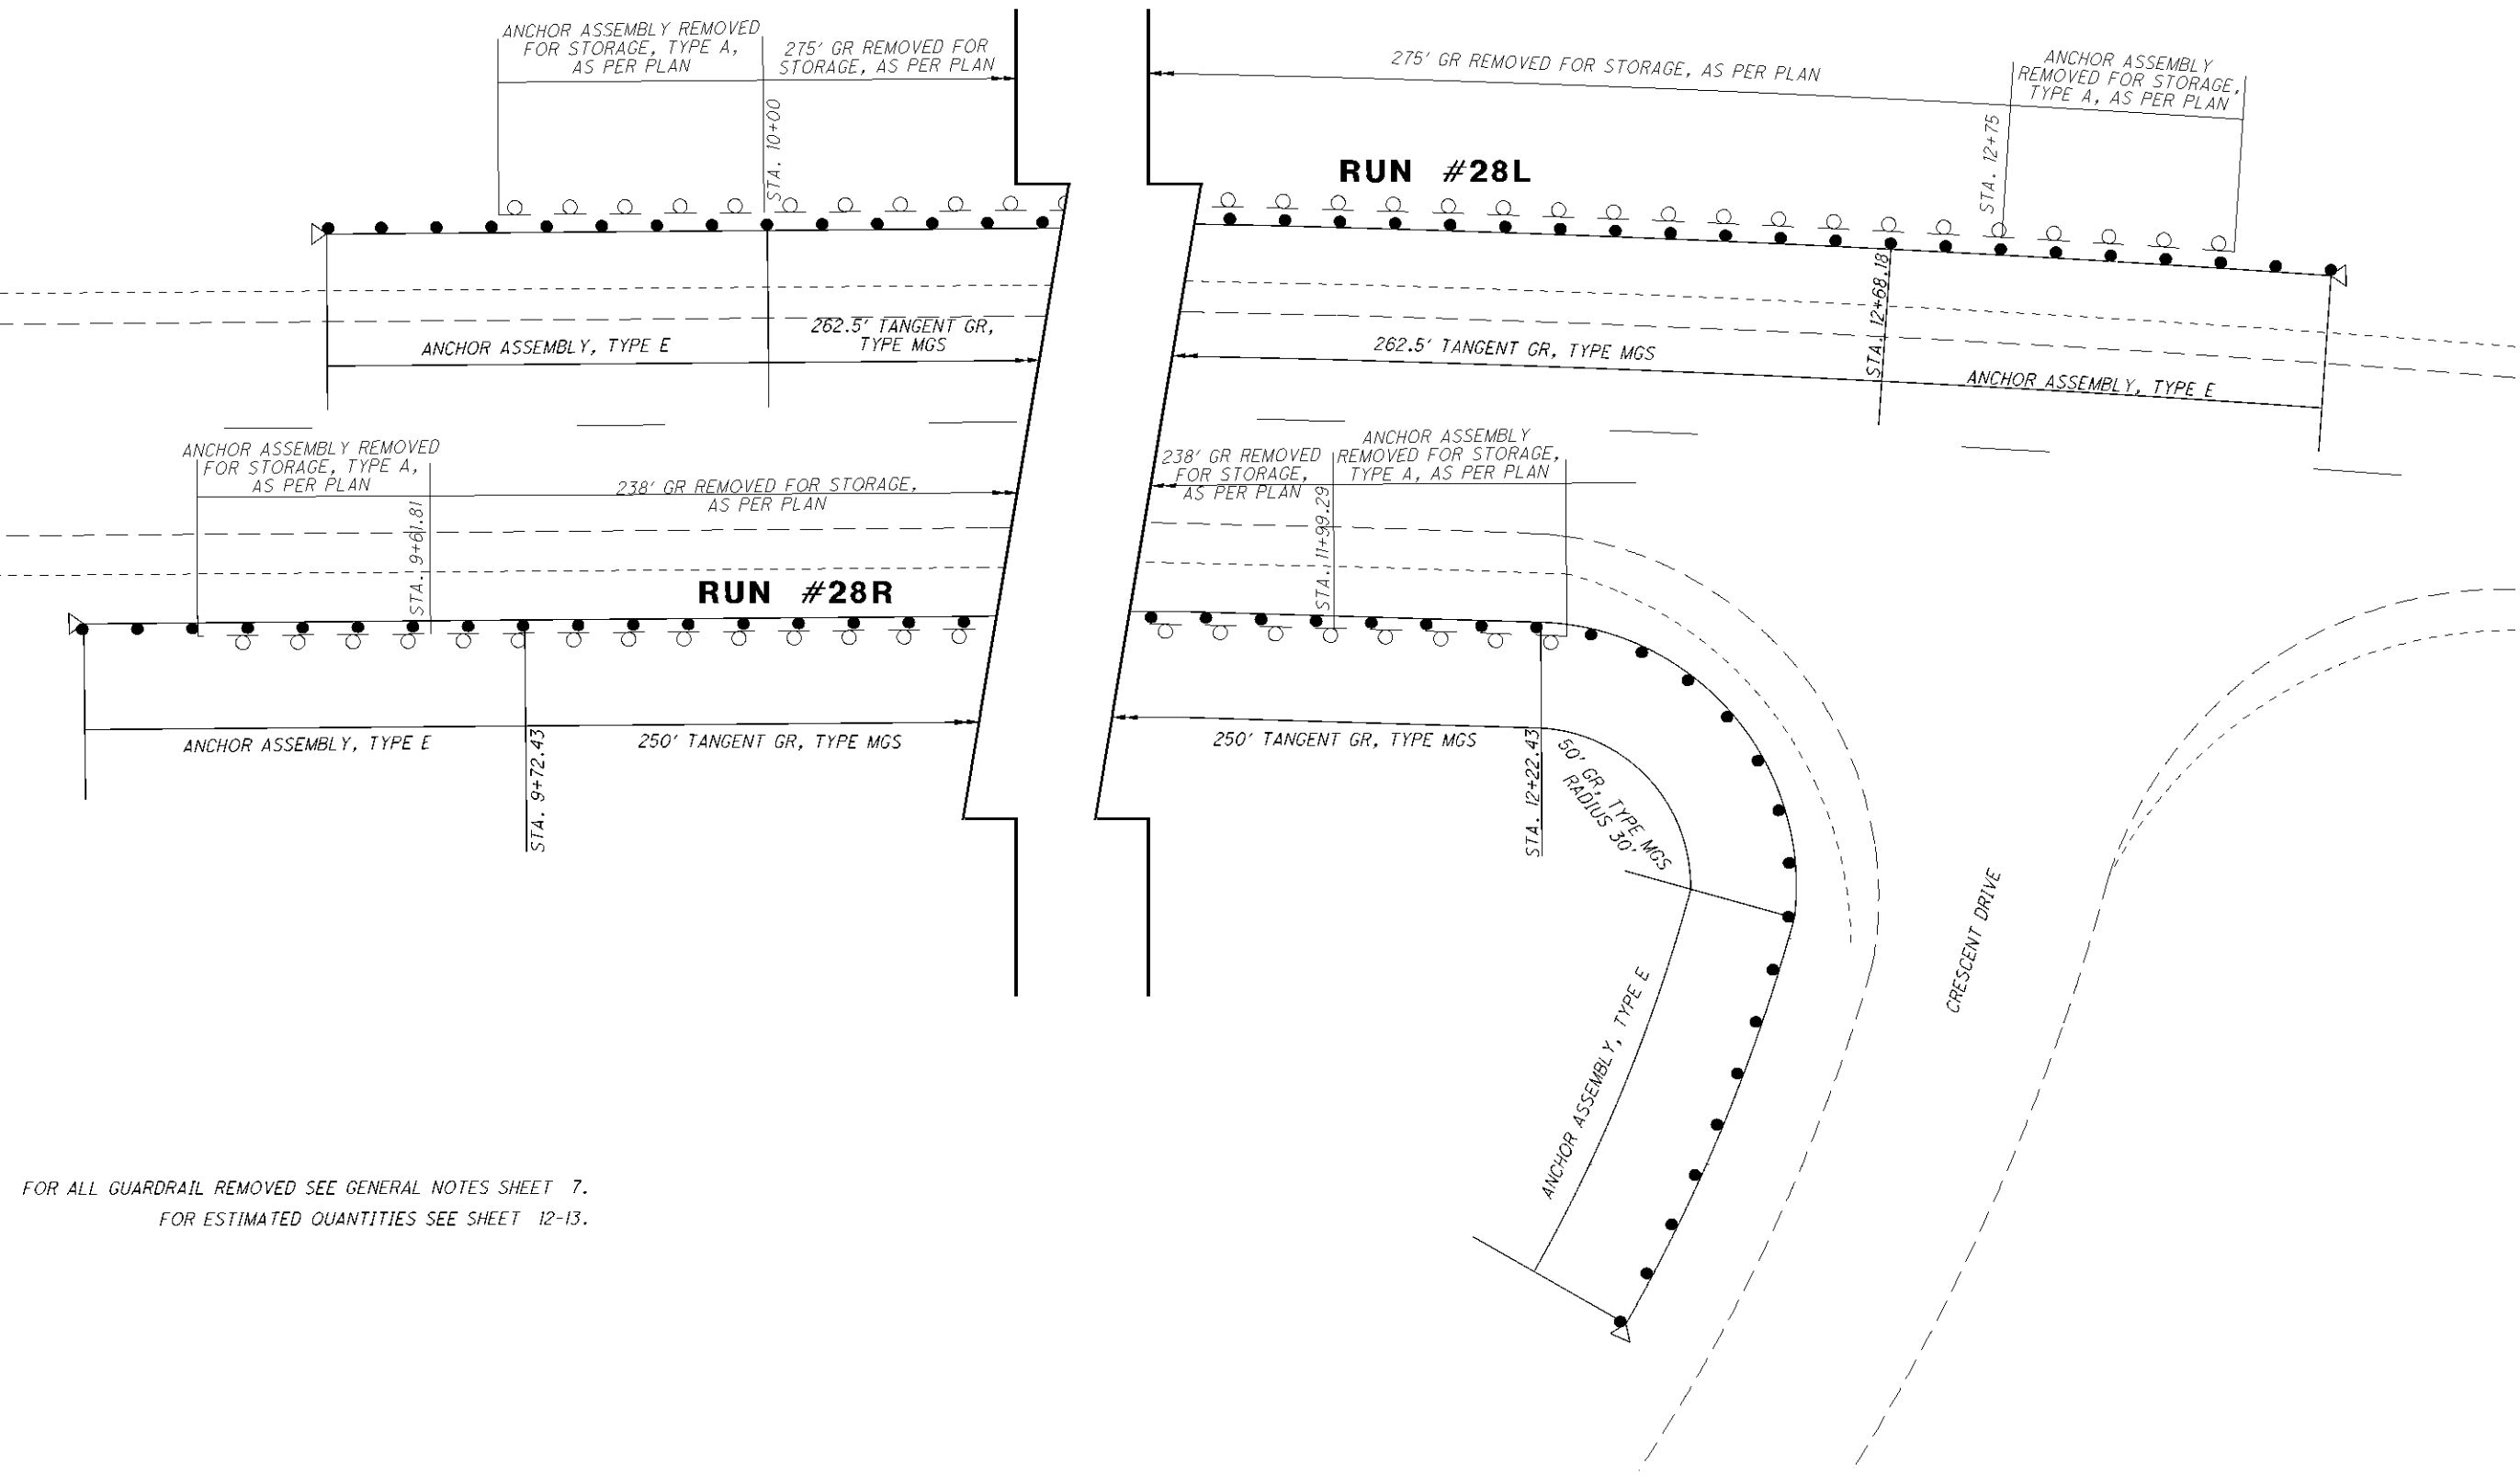 ANCHOR ASSEMBLY REMOVED
FOR STORAGE, TYPE A,
AS PER PLAN
275' GR REMOVED FOR
STORAGE, AS PER PLAN
STA. 10+00
275' GR REMOVED FOR STORAGE, AS PER PLAN
ANCHOR ASSEMBLY
REMOVED FOR STORAGE,
TYPE A, AS PER PLAN
STA. 12+75
RUN #28L
262.5' TANGENT GR,
TYPE MGS
ANCHOR ASSEMBLY, TYPE E
262.5' TANGENT GR, TYPE MGS
STA. 12+68.18
ANCHOR ASSEMBLY, TYPE E
ANCHOR ASSEMBLY REMOVED
FOR STORAGE, TYPE A,
AS PER PLAN
STA. 9+61.81
238' GR REMOVED FOR STORAGE,
AS PER PLAN
238' GR REMOVED
FOR STORAGE,
AS PER PLAN
ANCHOR ASSEMBLY
REMOVED FOR STORAGE,
TYPE A, AS PER PLAN
STA. 11+99.29
RUN #28R
ANCHOR ASSEMBLY, TYPE E
STA. 9+72.43
250' TANGENT GR, TYPE MGS
250' TANGENT GR, TYPE MGS
STA. 12+22.43
50' GR, TYPE MGS
RADIUS 30'
ANCHOR ASSEMBLY, TYPE E
CRESCENT DRIVE
FOR ALL GUARDRAIL REMOVED SEE GENERAL NOTES SHEET 7.
FOR ESTIMATED QUANTITIES SEE SHEET 12-13.